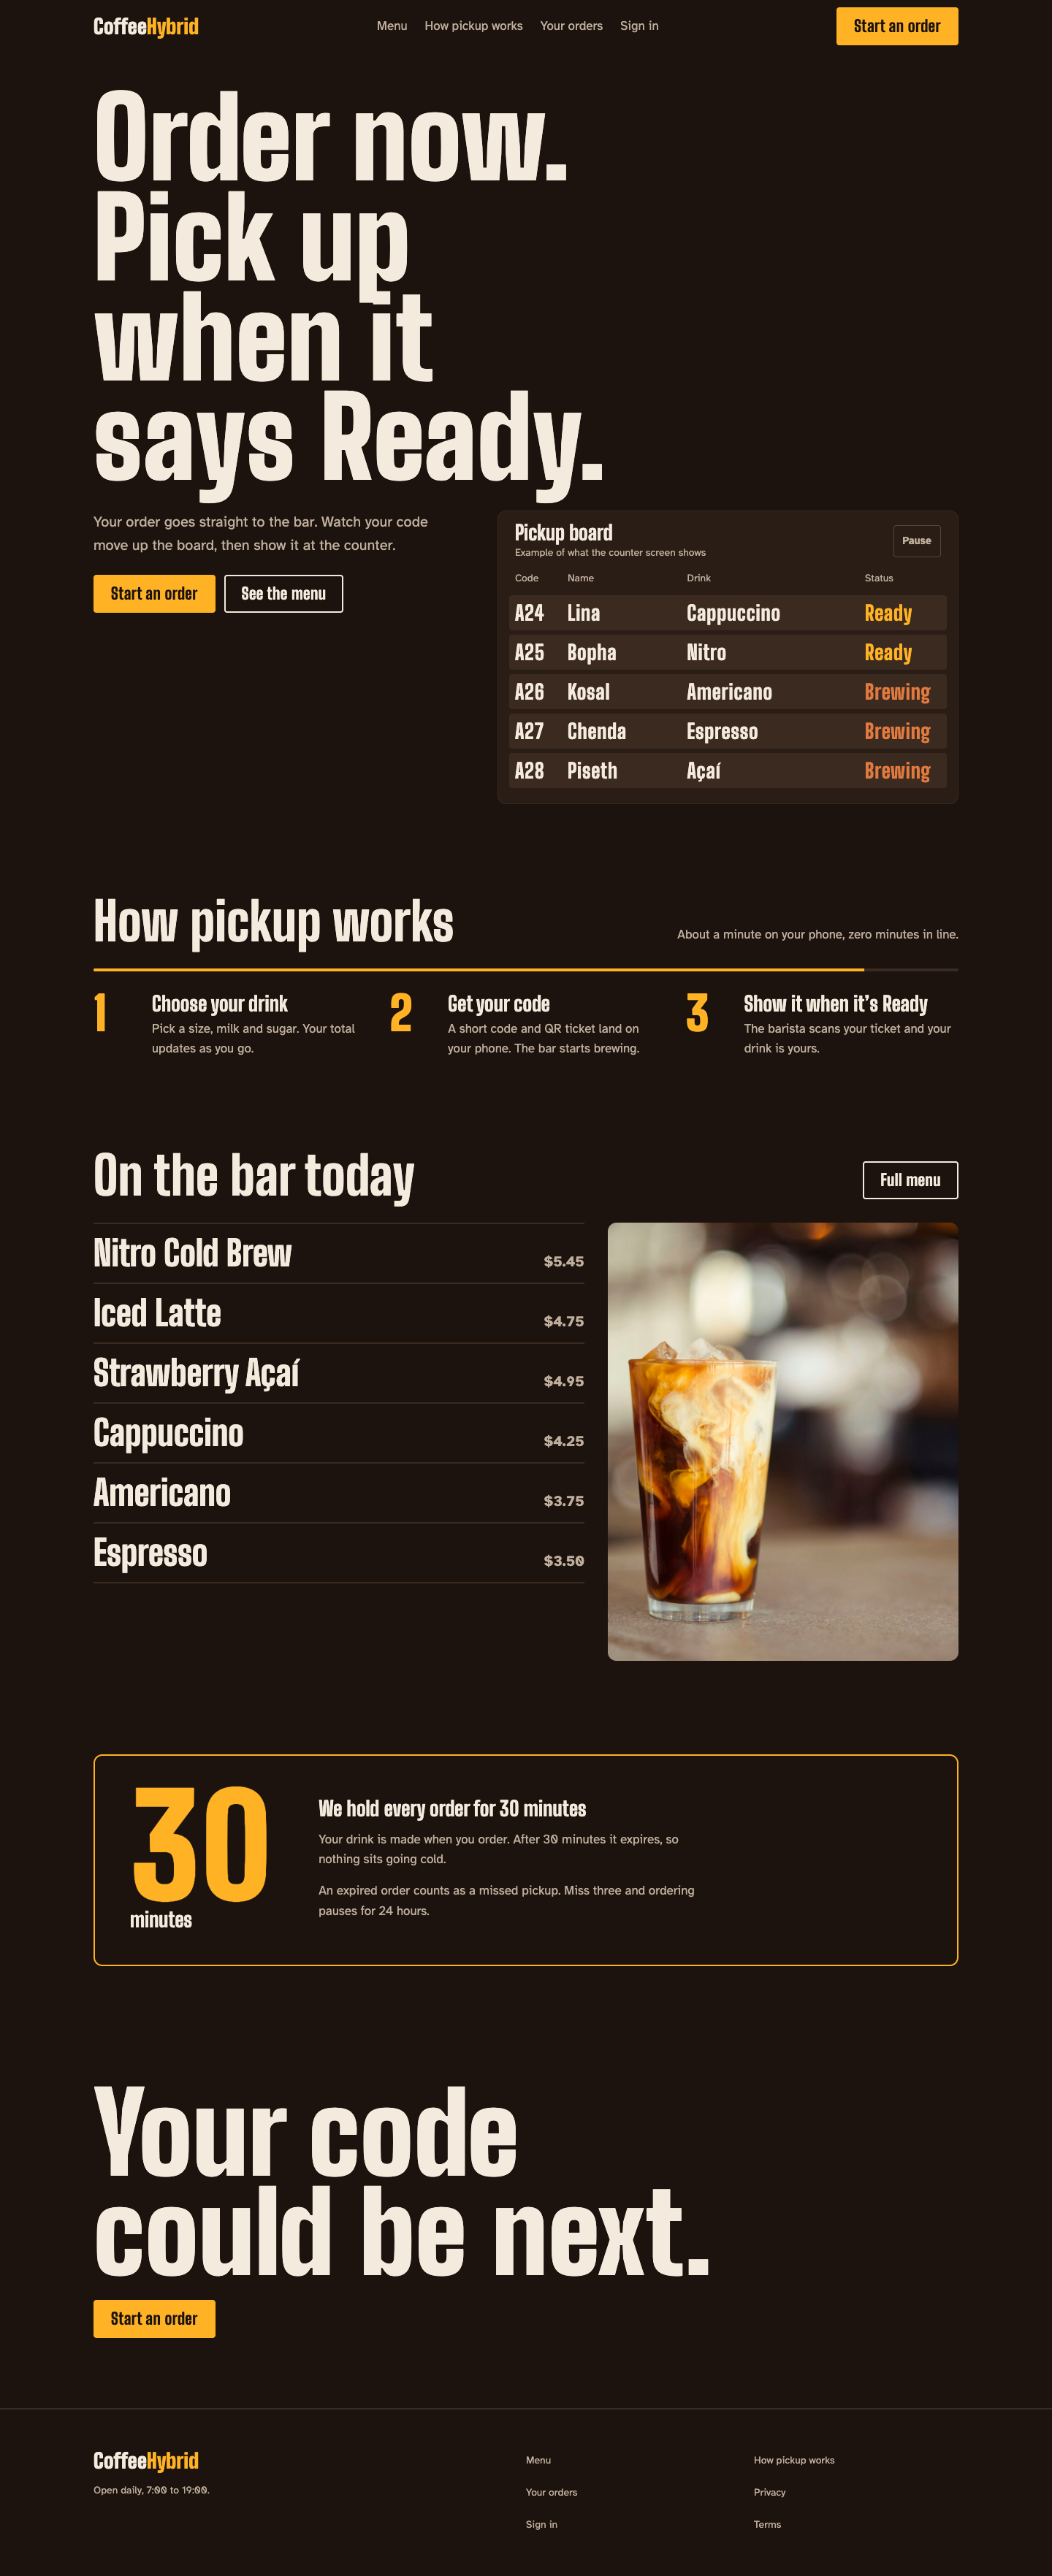 CoffeeHybrid
Menu How pickup works Your orders Sign in
Start an order
Order now.
Pick up
when it
says Ready.
Your order goes straight to the bar. Watch your code
move up the board, then show it at the counter.
Start an order See the menu
Pickup board
Example of what the counter screen shows
Pause
Code Name Drink Status
A24 Lina Cappuccino Ready
A25 Bopha Nitro Ready
A26 Kosal Americano Brewing
A27 Chenda Espresso Brewing
A28 Piseth Açaí Brewing
How pickup works
About a minute on your phone, zero minutes in line.
1 Choose your drink
Pick a size, milk and sugar. Your total
updates as you go.
2 Get your code
A short code and QR ticket land on
your phone. The bar starts brewing.
3 Show it when it’s Ready
The barista scans your ticket and your
drink is yours.
On the bar today
Full menu
Nitro Cold Brew $5.45
Iced Latte $4.75
Strawberry Açaí $4.95
Cappuccino $4.25
Americano $3.75
Espresso $3.50
30
minutes
We hold every order for 30 minutes
Your drink is made when you order. After 30 minutes it expires, so
nothing sits going cold.
An expired order counts as a missed pickup. Miss three and ordering
pauses for 24 hours.
Your code
could be next.
Start an order
CoffeeHybrid
Open daily, 7:00 to 19:00.
Menu
Your orders
Sign in
How pickup works
Privacy
Terms